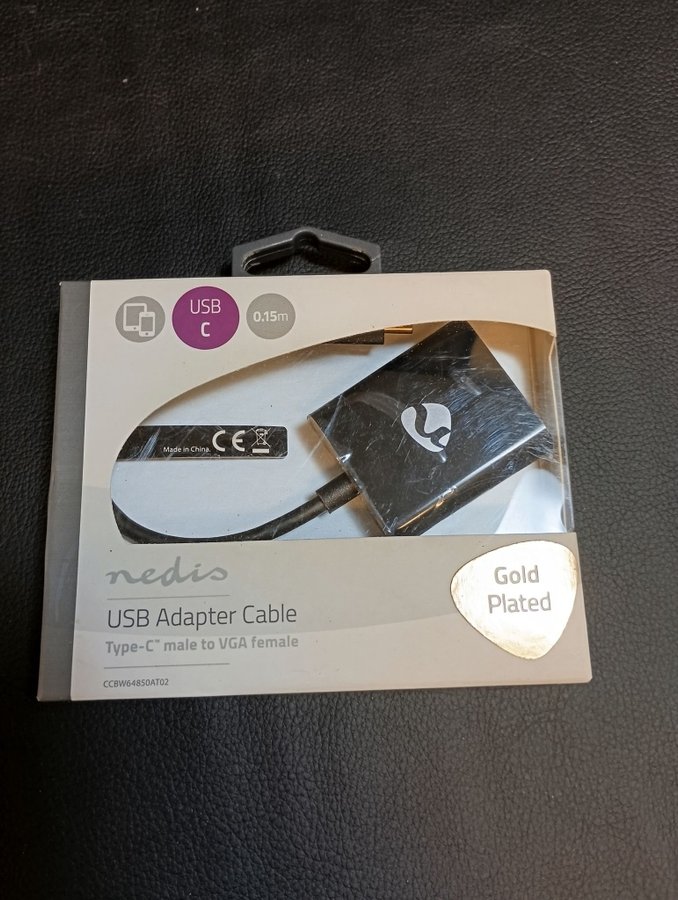 USB
C
0.15m
Made in China.
CE
nedis
USB Adapter Cable
Type-C™ male to VGA female
CCBW64850AT02
Gold
Plated